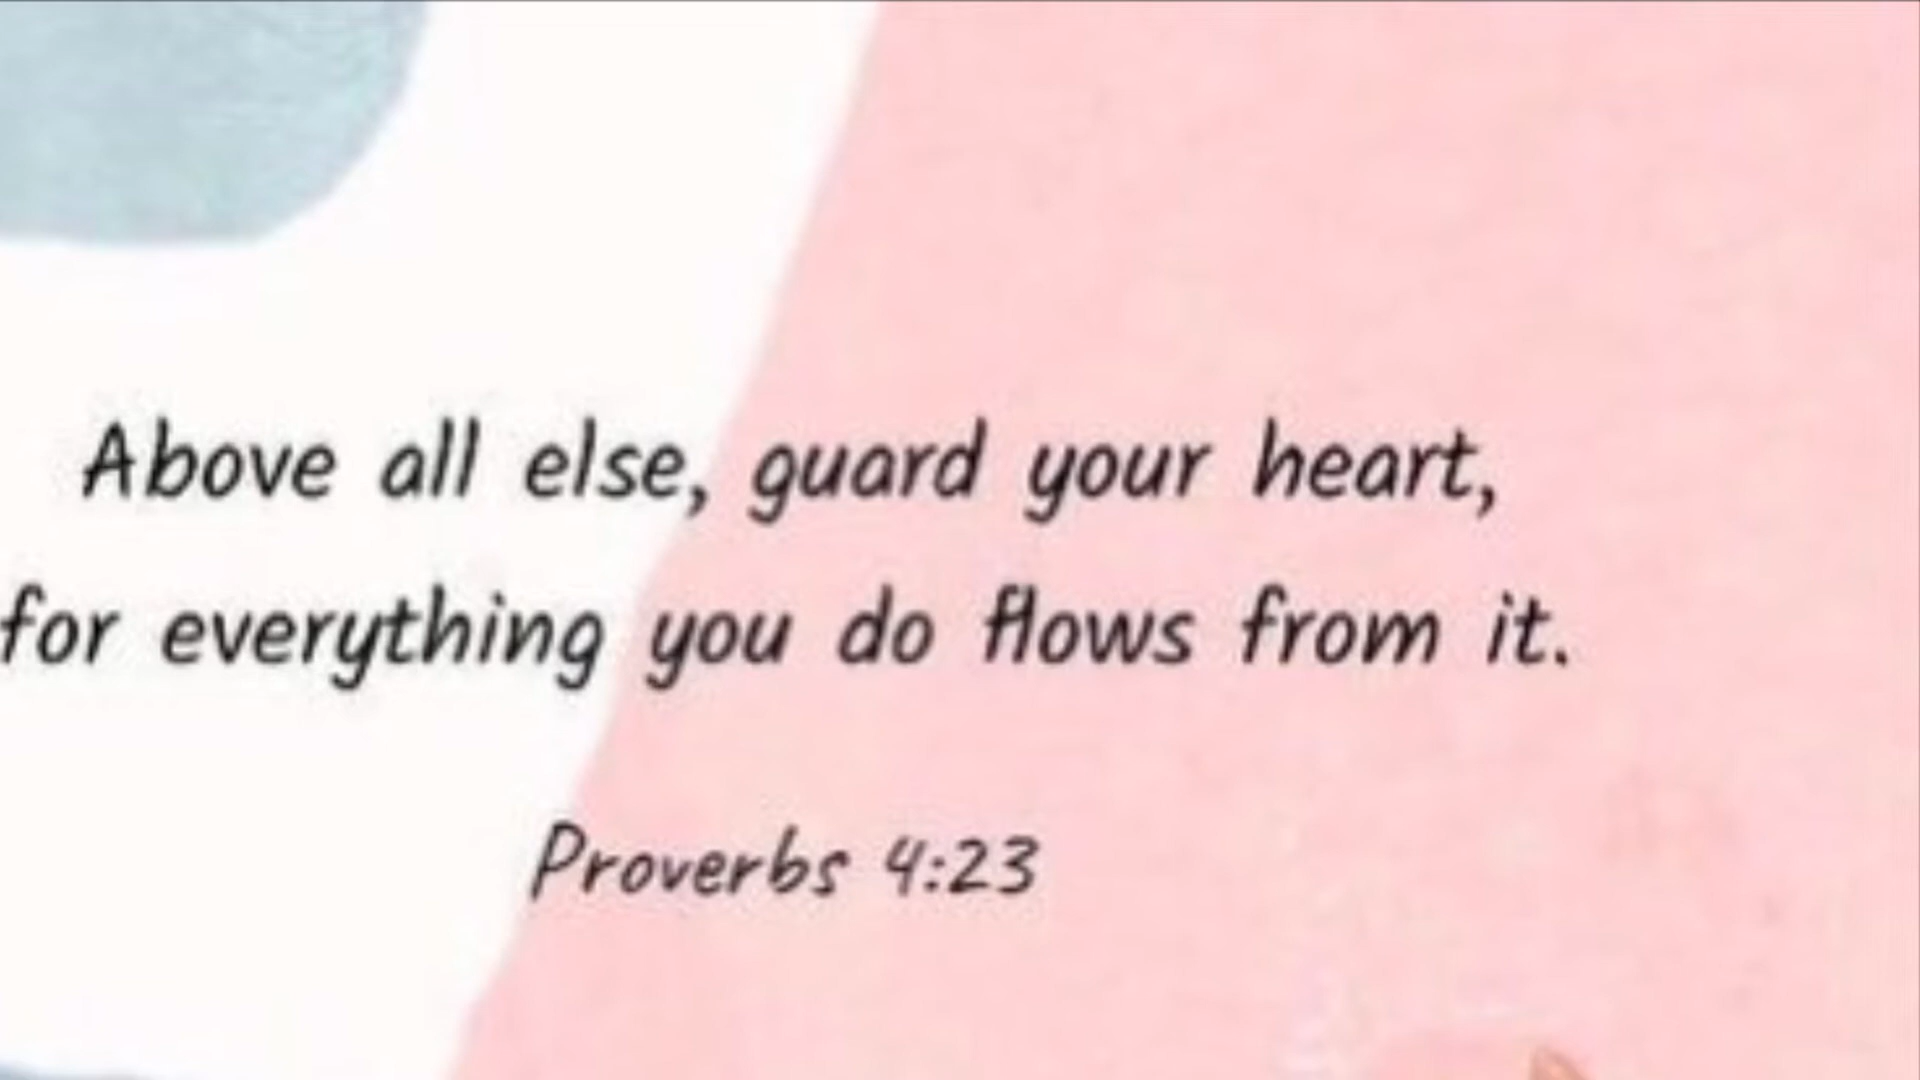 Above all else, guard your heart,
for everything you do flows from it.
Proverbs 4:23